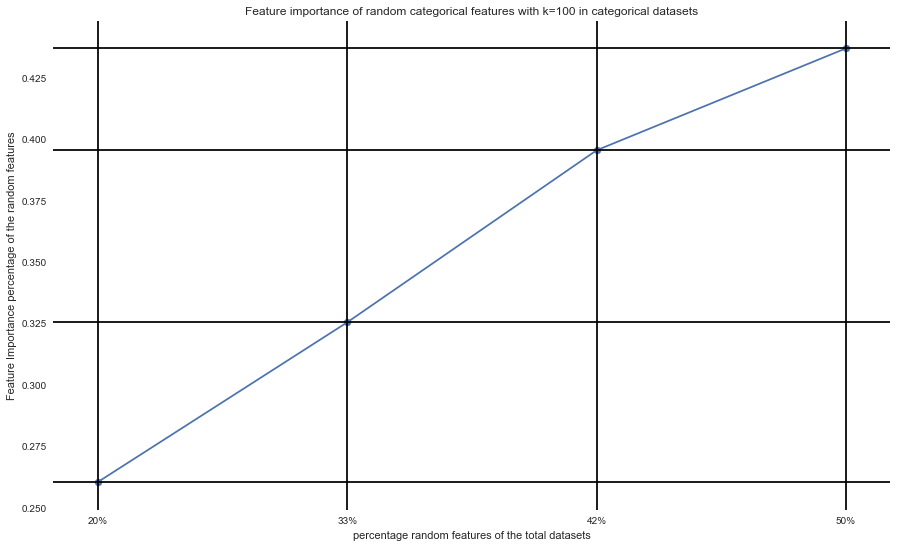 Feature importance of random categorical features with k=100 in categorical datasets
Feature Importance percentage of the random features
0.425
0.400
0.375
0.350
0.325
0.300
0.275
0.250
20% 33% 42% 50%
percentage random features of the total datasets